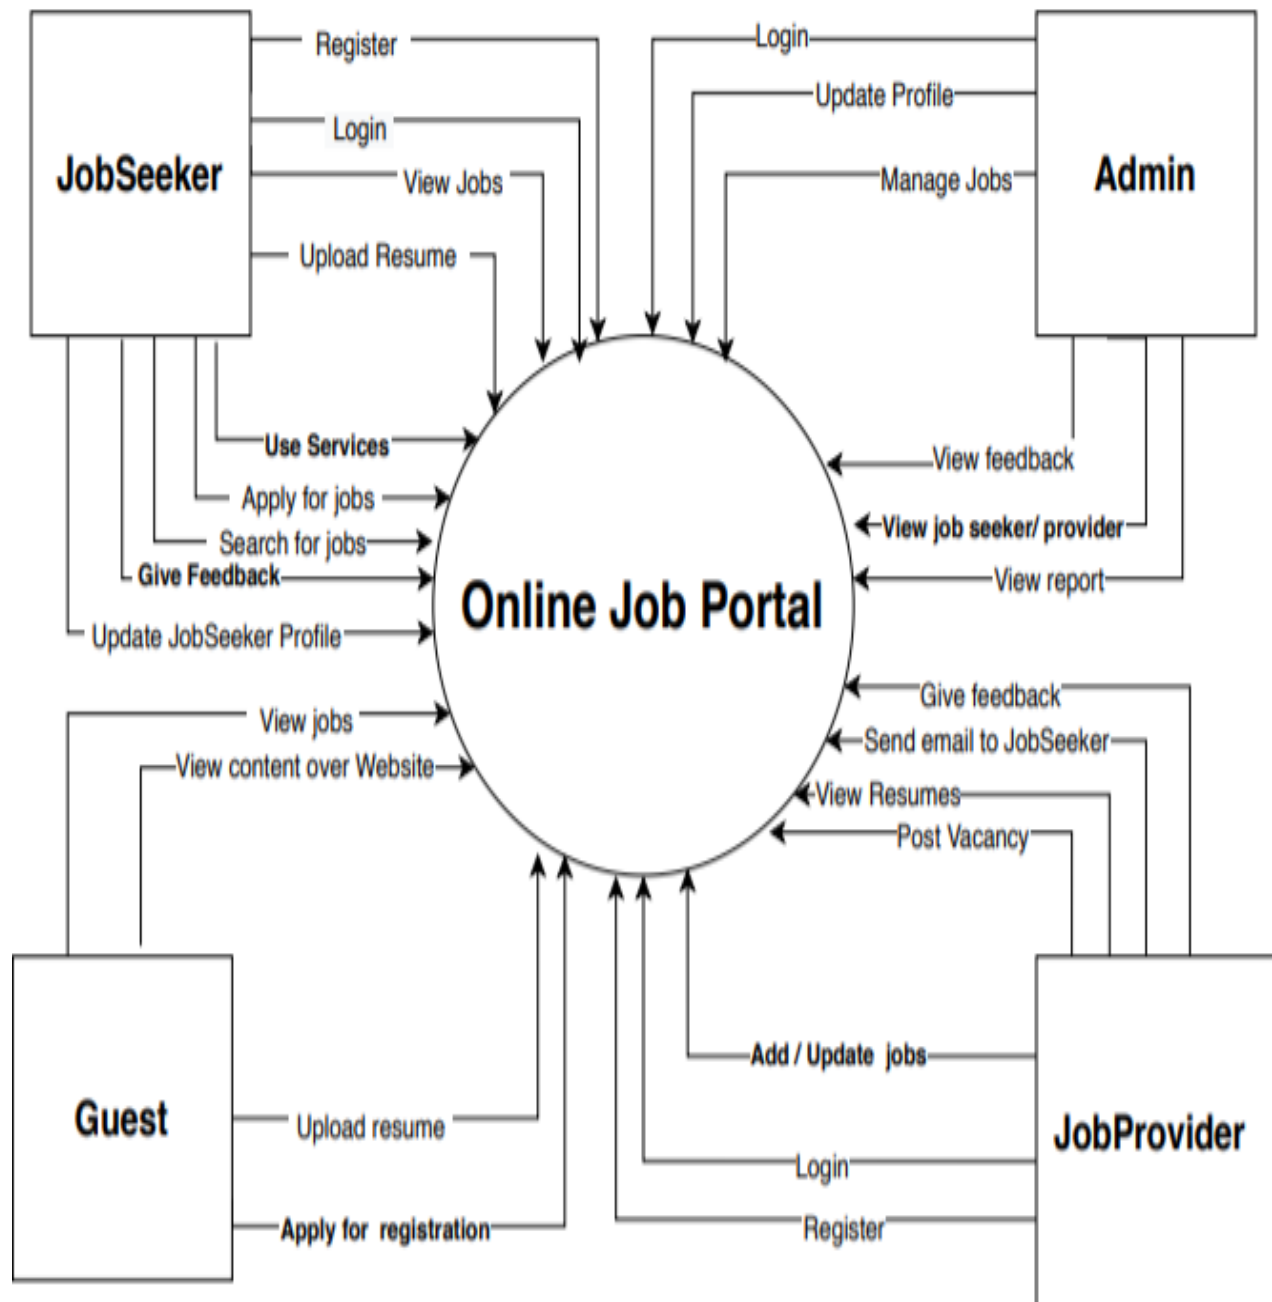 Register
Login
JobSeeker
View Jobs
Upload Resume
Login
Update Profile
Manage Jobs
Admin
Use Services
Apply for jobs
Search for jobs
Give Feedback
Update JobSeeker Profile
View feedback
View job seeker/ provider
View report
Online Job Portal
View jobs
View content over Website
Give feedback
Send email to JobSeeker
View Resumes
Post Vacancy
Guest
Upload resume
Apply for registration
Add / Update jobs
JobProvider
Login
Register